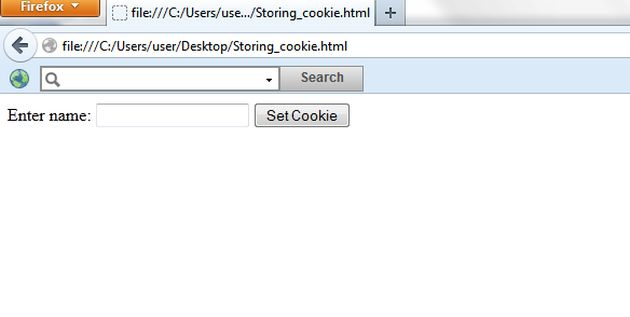 Firefox
file:///C:/Users/use.../Storing_cookie.html
file:///C:/Users/user/Desktop/Storing_cookie.html
Search
Enter name: Set Cookie